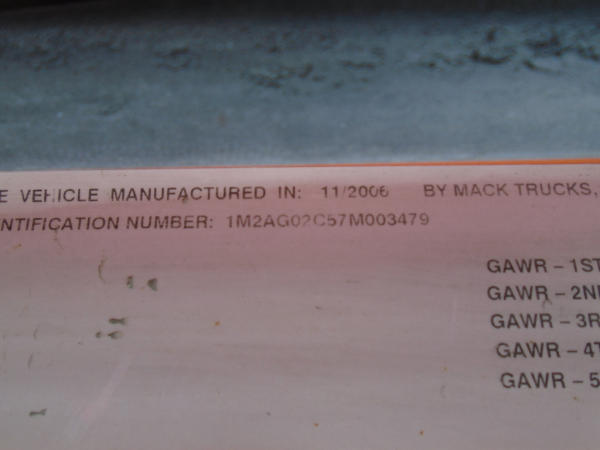 E VEHICLE MANUFACTURED IN: 11/2006 BY MACK TRUCKS,
NTIFICATION NUMBER: 1M2AG02C57M003479
GAWR - 1ST
GAWR - 2N
GAWR - 3R
GAWR - 4T
GAWR - 5